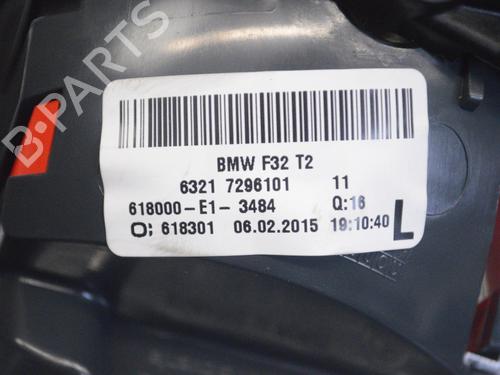 B-PARTS
BMW F32 T2
6321 7296101 11
618000-E1- 3484 Q:16
O: 618301 06.02.2015 19:10:40 L